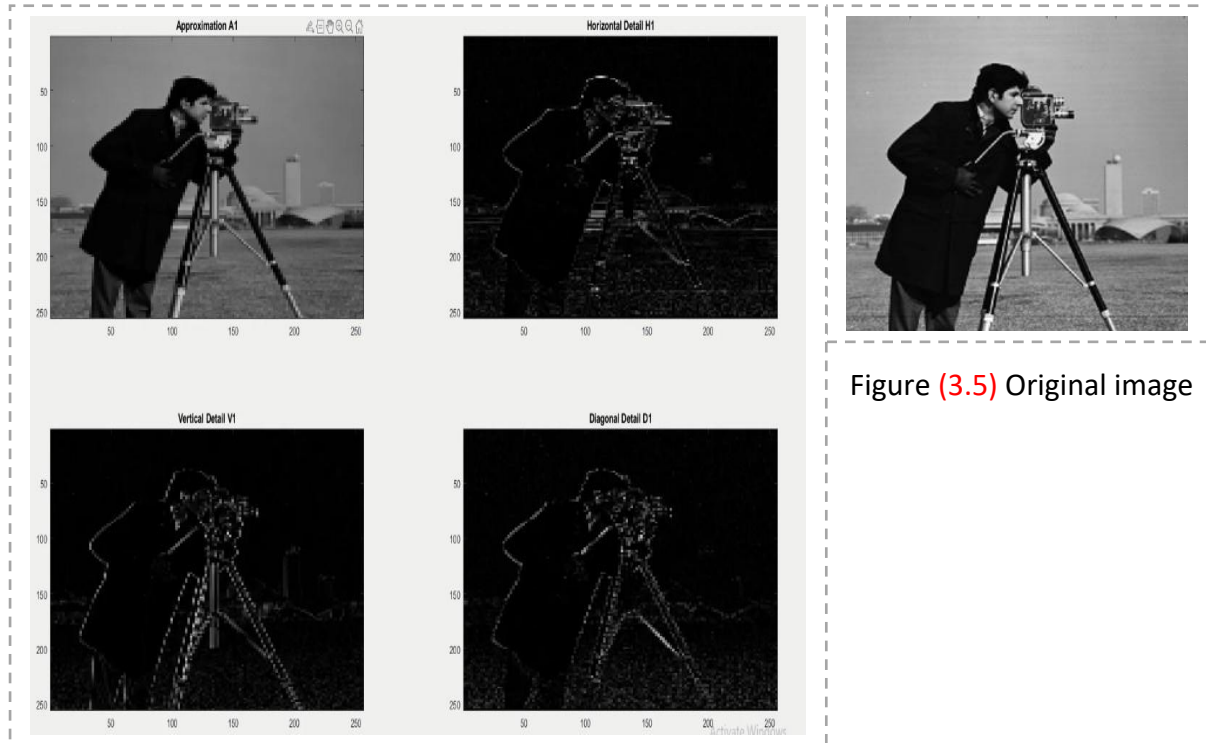 Approximation A1
50
100
150
200
250
50 100 150 200 250
Horizontal Detail H1
50
100
150
200
250
50 100 150 200 250
Vertical Detail V1
50
100
150
200
250
50 100 150 200 250
Diagonal Detail D1
50
100
150
200
250
50 100 150 200 250
Activate Windows
Figure (3.5) Original image